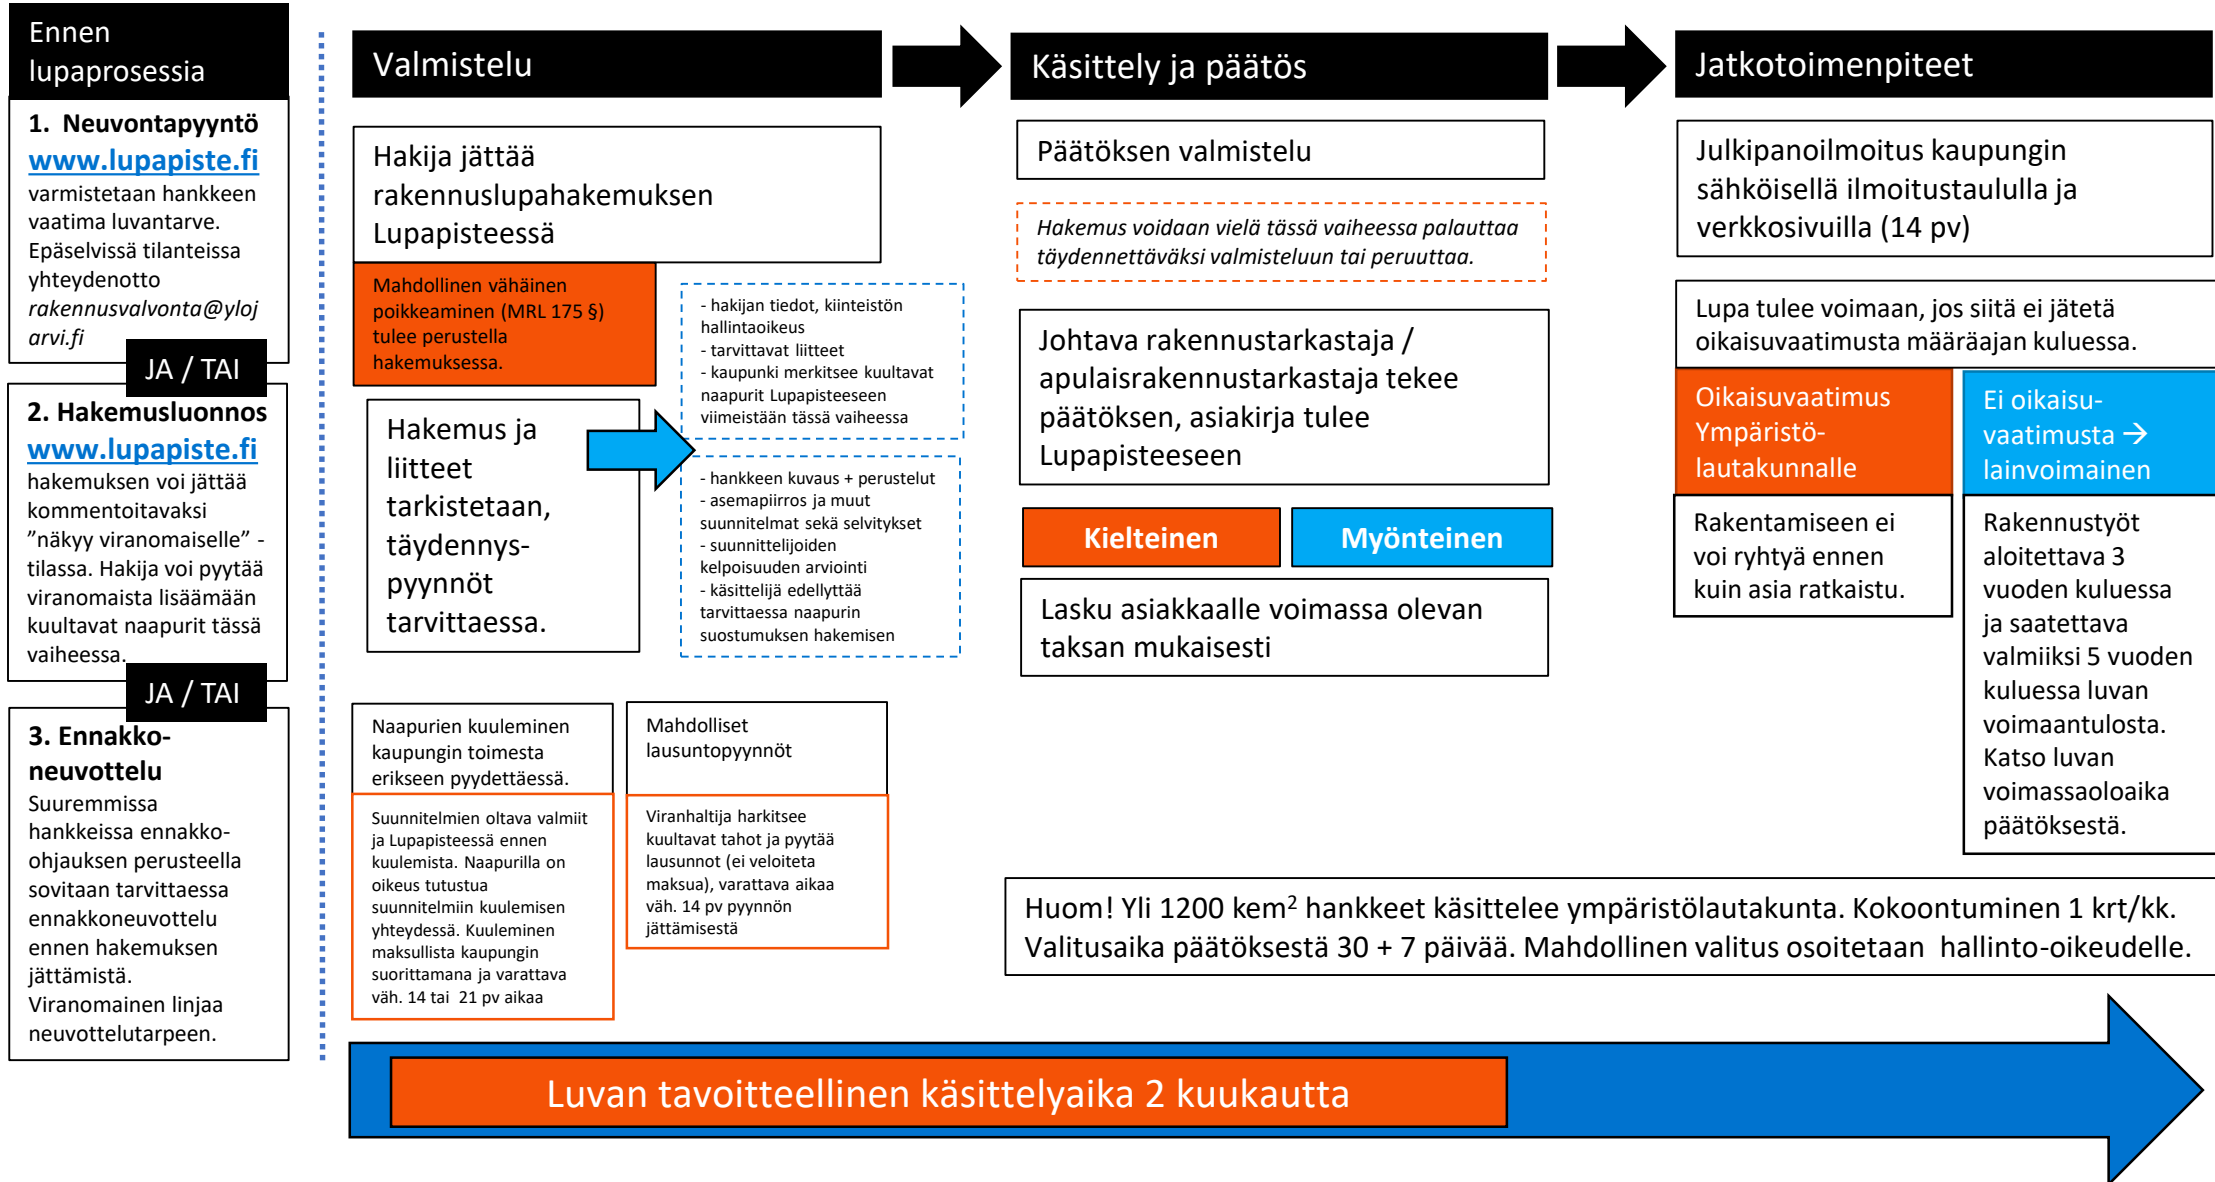 Ennen
lupaprosessia
1. Neuvontapyyntö
www.lupapiste.fi
varmistetaan hankkeen
vaatima luvantarve.
Epäselvissä tilanteissa
yhteydenotto
rakennusvalvonta@yloj
arvi.fi
JA / TAI
2. Hakemusluonnos
www.lupapiste.fi
hakemuksen voi jättää
kommentoitavaksi
”näkyy viranomaiselle” -
tilassa. Hakija voi pyytää
viranomaista lisäämään
kuultavat naapurit tässä
vaiheessa.
JA / TAI
3. Ennakko-
neuvottelu
Suuremmissa
hankkeissa ennakko-
ohjauksen perusteella
sovitaan tarvittaessa
ennakkoneuvottelu
ennen hakemuksen
jättämistä.
Viranomainen linjaa
neuvottelutarpeen.
Valmistelu
Hakija jättää
rakennuslupahakemuksen
Lupapisteessä
Mahdollinen vähäinen
poikkeaminen (MRL 175 §)
tulee perustella
hakemuksessa.
Hakemus ja
liitteet
tarkistetaan,
täydennys-
pyynnöt
tarvittaessa.
- hakijan tiedot, kiinteistön
hallintaoikeus
- tarvittavat liitteet
- kaupunki merkitsee kuultavat
naapurit Lupapisteeseen
viimeistään tässä vaiheessa
- hankkeen kuvaus + perustelut
- asemapiirros ja muut
suunnitelmat sekä selvitykset
- suunnittelijoiden
kelpoisuuden arviointi
- käsittelijä edellyttää
tarvittaessa naapurin
suostumuksen hakemisen
Naapurien kuuleminen
kaupungin toimesta
erikseen pyydettäessä.
Suunnitelmien oltava valmiit
ja Lupapisteessä ennen
kuulemista. Naapurilla on
oikeus tutustua
suunnitelmiin kuulemisen
yhteydessä. Kuuleminen
maksullista kaupungin
suorittamana ja varattava
väh. 14 tai 21 pv aikaa
Mahdolliset
lausuntopyynnöt
Viranhaltija harkitsee
kuultavat tahot ja pyytää
lausunnot (ei veloiteta
maksua), varattava aikaa
väh. 14 pv pyynnön
jättämisestä
Käsittely ja päätös
Päätöksen valmistelu
Hakemus voidaan vielä tässä vaiheessa palauttaa
täydennettäväksi valmisteluun tai peruuttaa.
Johtava rakennustarkastaja /
apulaisrakennustarkastaja tekee
päätöksen, asiakirja tulee
Lupapisteeseen
Kielteinen
Myönteinen
Lasku asiakkaalle voimassa olevan
taksan mukaisesti
Jatkotoimenpiteet
Julkipanoilmoitus kaupungin
sähköisellä ilmoitustaululla ja
verkkosivuilla (14 pv)
Lupa tulee voimaan, jos siitä ei jätetä
oikaisuvaatimusta määräajan kuluessa.
Oikaisuvaatimus
Ympäristö-
lautakunnalle
Rakentamiseen ei
voi ryhtyä ennen
kuin asia ratkaistu.
Ei oikaisu-
vaatimusta →
lainvoimainen
Rakennustyöt
aloitettava 3
vuoden kuluessa
ja saatettava
valmiiksi 5 vuoden
kuluessa luvan
voimaantulosta.
Katso luvan
voimassaoloaika
päätöksestä.
Huom! Yli 1200 kem² hankkeet käsittelee ympäristölautakunta. Kokoontuminen 1 krt/kk.
Valitusaika päätöksestä 30 + 7 päivää. Mahdollinen valitus osoitetaan hallinto-oikeudelle.
Luvan tavoitteellinen käsittelyaika 2 kuukautta